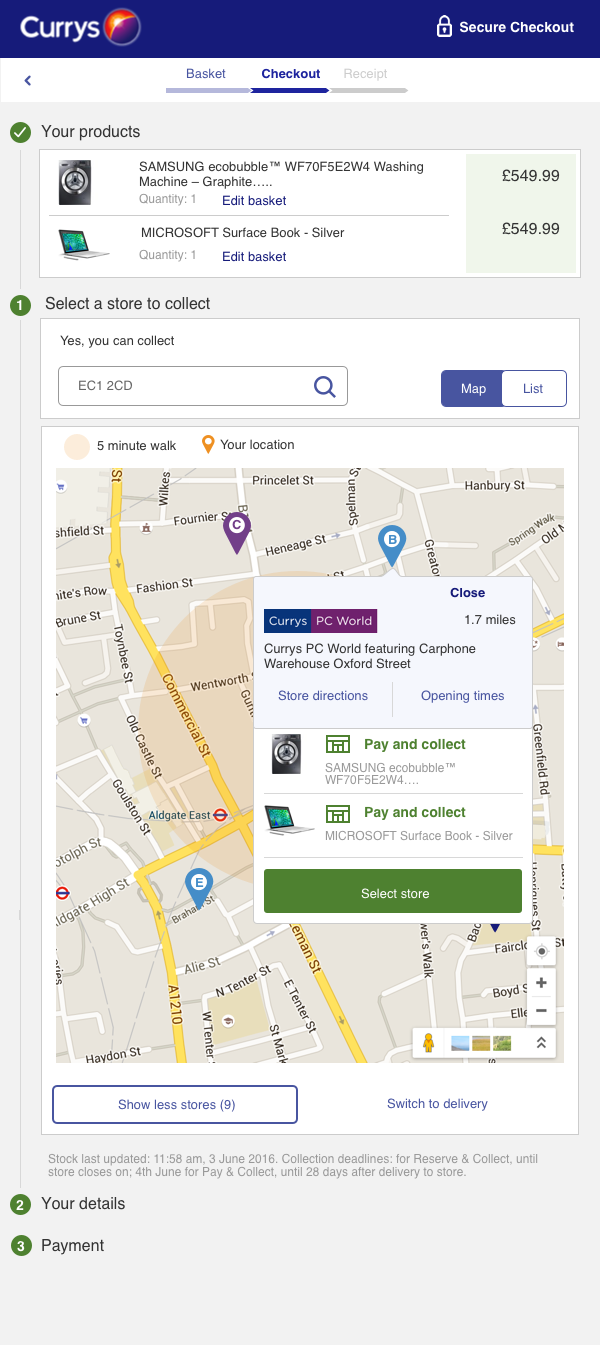 Currys
Secure Checkout
Basket
Checkout
Receipt
Your products
SAMSUNG ecobubble™ WF70F5E2W4 Washing
Machine – Graphite…..
£549.99
Quantity: 1
Edit basket
MICROSOFT Surface Book - Silver
£549.99
Quantity: 1
Edit basket
1
Select a store to collect
Yes, you can collect
EC1 2CD
Map
List
5 minute walk
Your location
St
Wilkes
Princelet St
Spelman S
Hanbury St
shfield St
Fournier
C
Heneage St
B
Spring Walk
Old
Greato
Fashion St
ite's Row
Brune St
Toynbee St
Close
Currys PC World
1.7 miles
Currys PC World featuring Carphone
Warehouse Oxford Street
Store directions
Opening times
Wentworth
Gun
Commercial St
Old Castle St
Greenfield Rd
Pay and collect
SAMSUNG ecobubble™
WF70F5E2W4….
Goulston St
Aldgate East
Pay and collect
MICROSOFT Surface Book - Silver
otolph St
Select store
E
ldgate High St
Braham St
A1210
Alie St
eman St
N Tenter St
E Tenter St
W Tenter
St Mark
wer's Walk
Bac
Fairclo
St
Boyd S
Elle
Haydon St
Show less stores (9)
Switch to delivery
Stock last updated: 11:58 am, 3 June 2016. Collection deadlines: for Reserve & Collect, until
store closes on; 4th June for Pay & Collect, until 28 days after delivery to store.
2
Your details
3
Payment